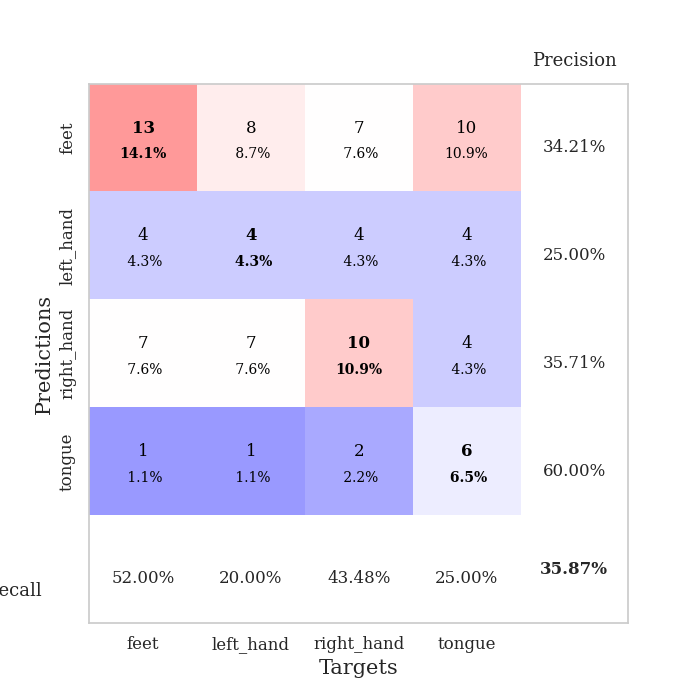 Precision
feet
13 8 7 10
14.1% 8.7% 7.6% 10.9%
34.21%
left_hand
4 4 4 4
4.3% 4.3% 4.3% 4.3%
25.00%
Predictions
right_hand
7 7 10 4
7.6% 7.6% 10.9% 4.3%
35.71%
tongue
1 1 2 6
1.1% 1.1% 2.2% 6.5%
60.00%
ecall
52.00% 20.00% 43.48% 25.00%
35.87%
feet left_hand right_hand tongue
Targets